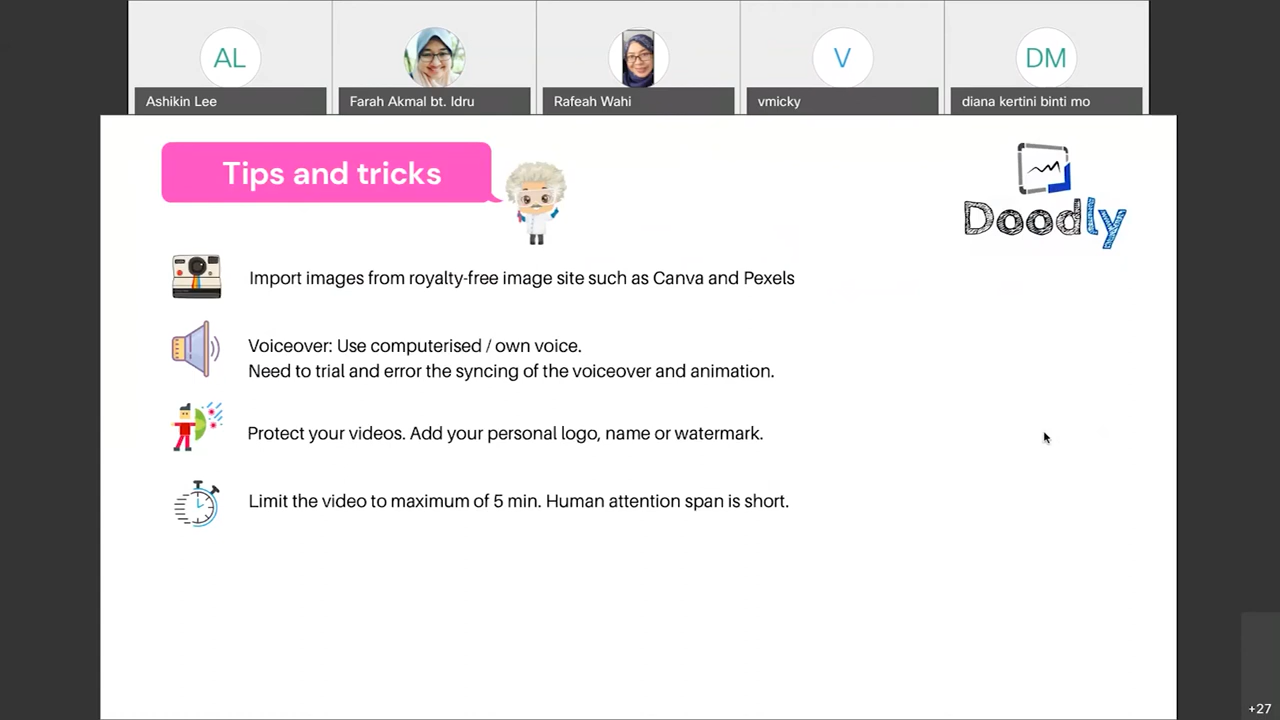 AL
V
DM
Ashikin Lee
Farah Akmal bt. Idru
Rafeah Wahi
vmicky
diana kertini binti mo
Tips and tricks
Doodly
Import images from royalty-free image site such as Canva and Pexels
Voiceover: Use computerised / own voice.
Need to trial and error the syncing of the voiceover and animation.
Protect your videos. Add your personal logo, name or watermark.
Limit the video to maximum of 5 min. Human attention span is short.
+27